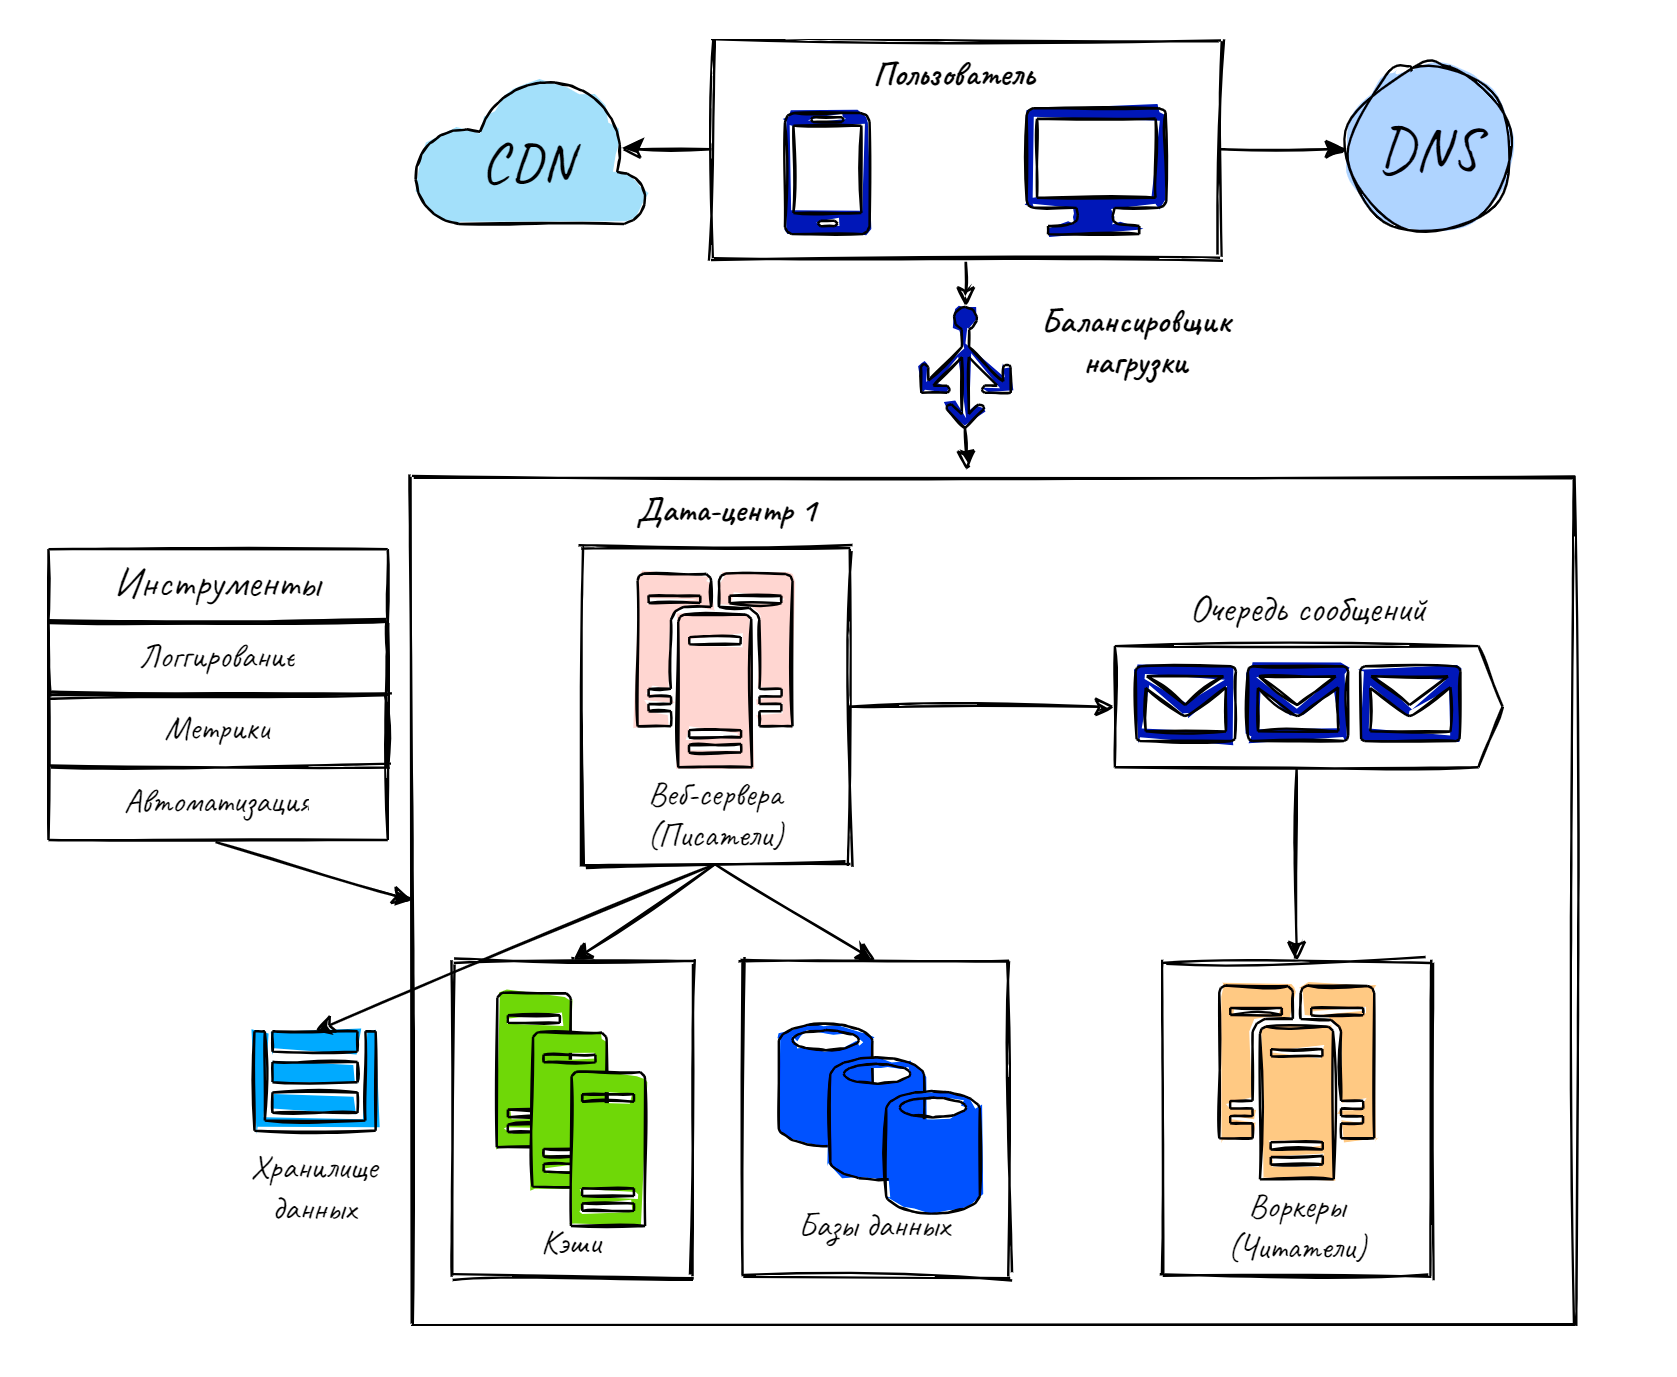 Пользователь
CDN
DNS
Балансировщик
нагрузки
Дата-центр 1
Инструменты
Логгирование
Метрики
Автоматизация
Веб-сервера
(Писатели)
Очередь сообщений
Хранилище
данных
Кэши
Базы данных
Воркеры
(Читатели)